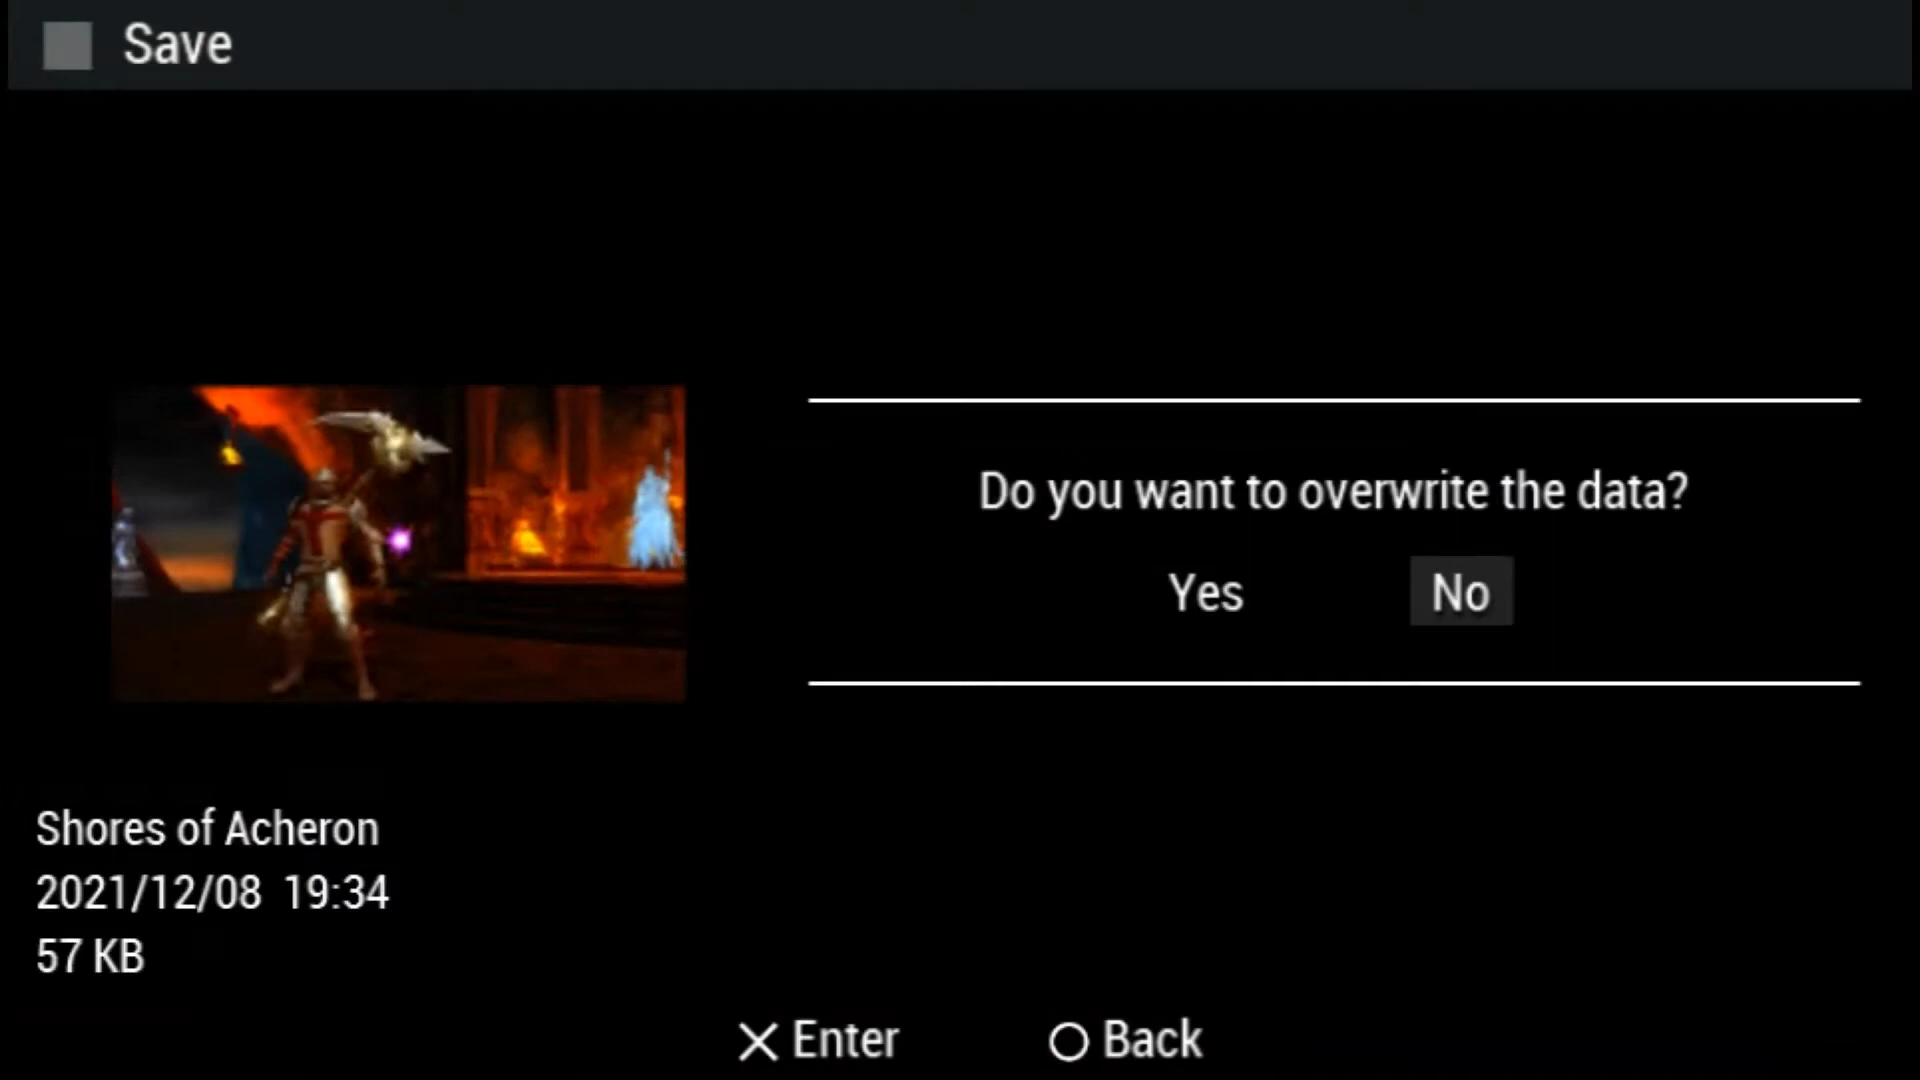 Save
Do you want to overwrite the data?
Yes No
Shores of Acheron
2021/12/08 19:34
57 KB
Enter Back